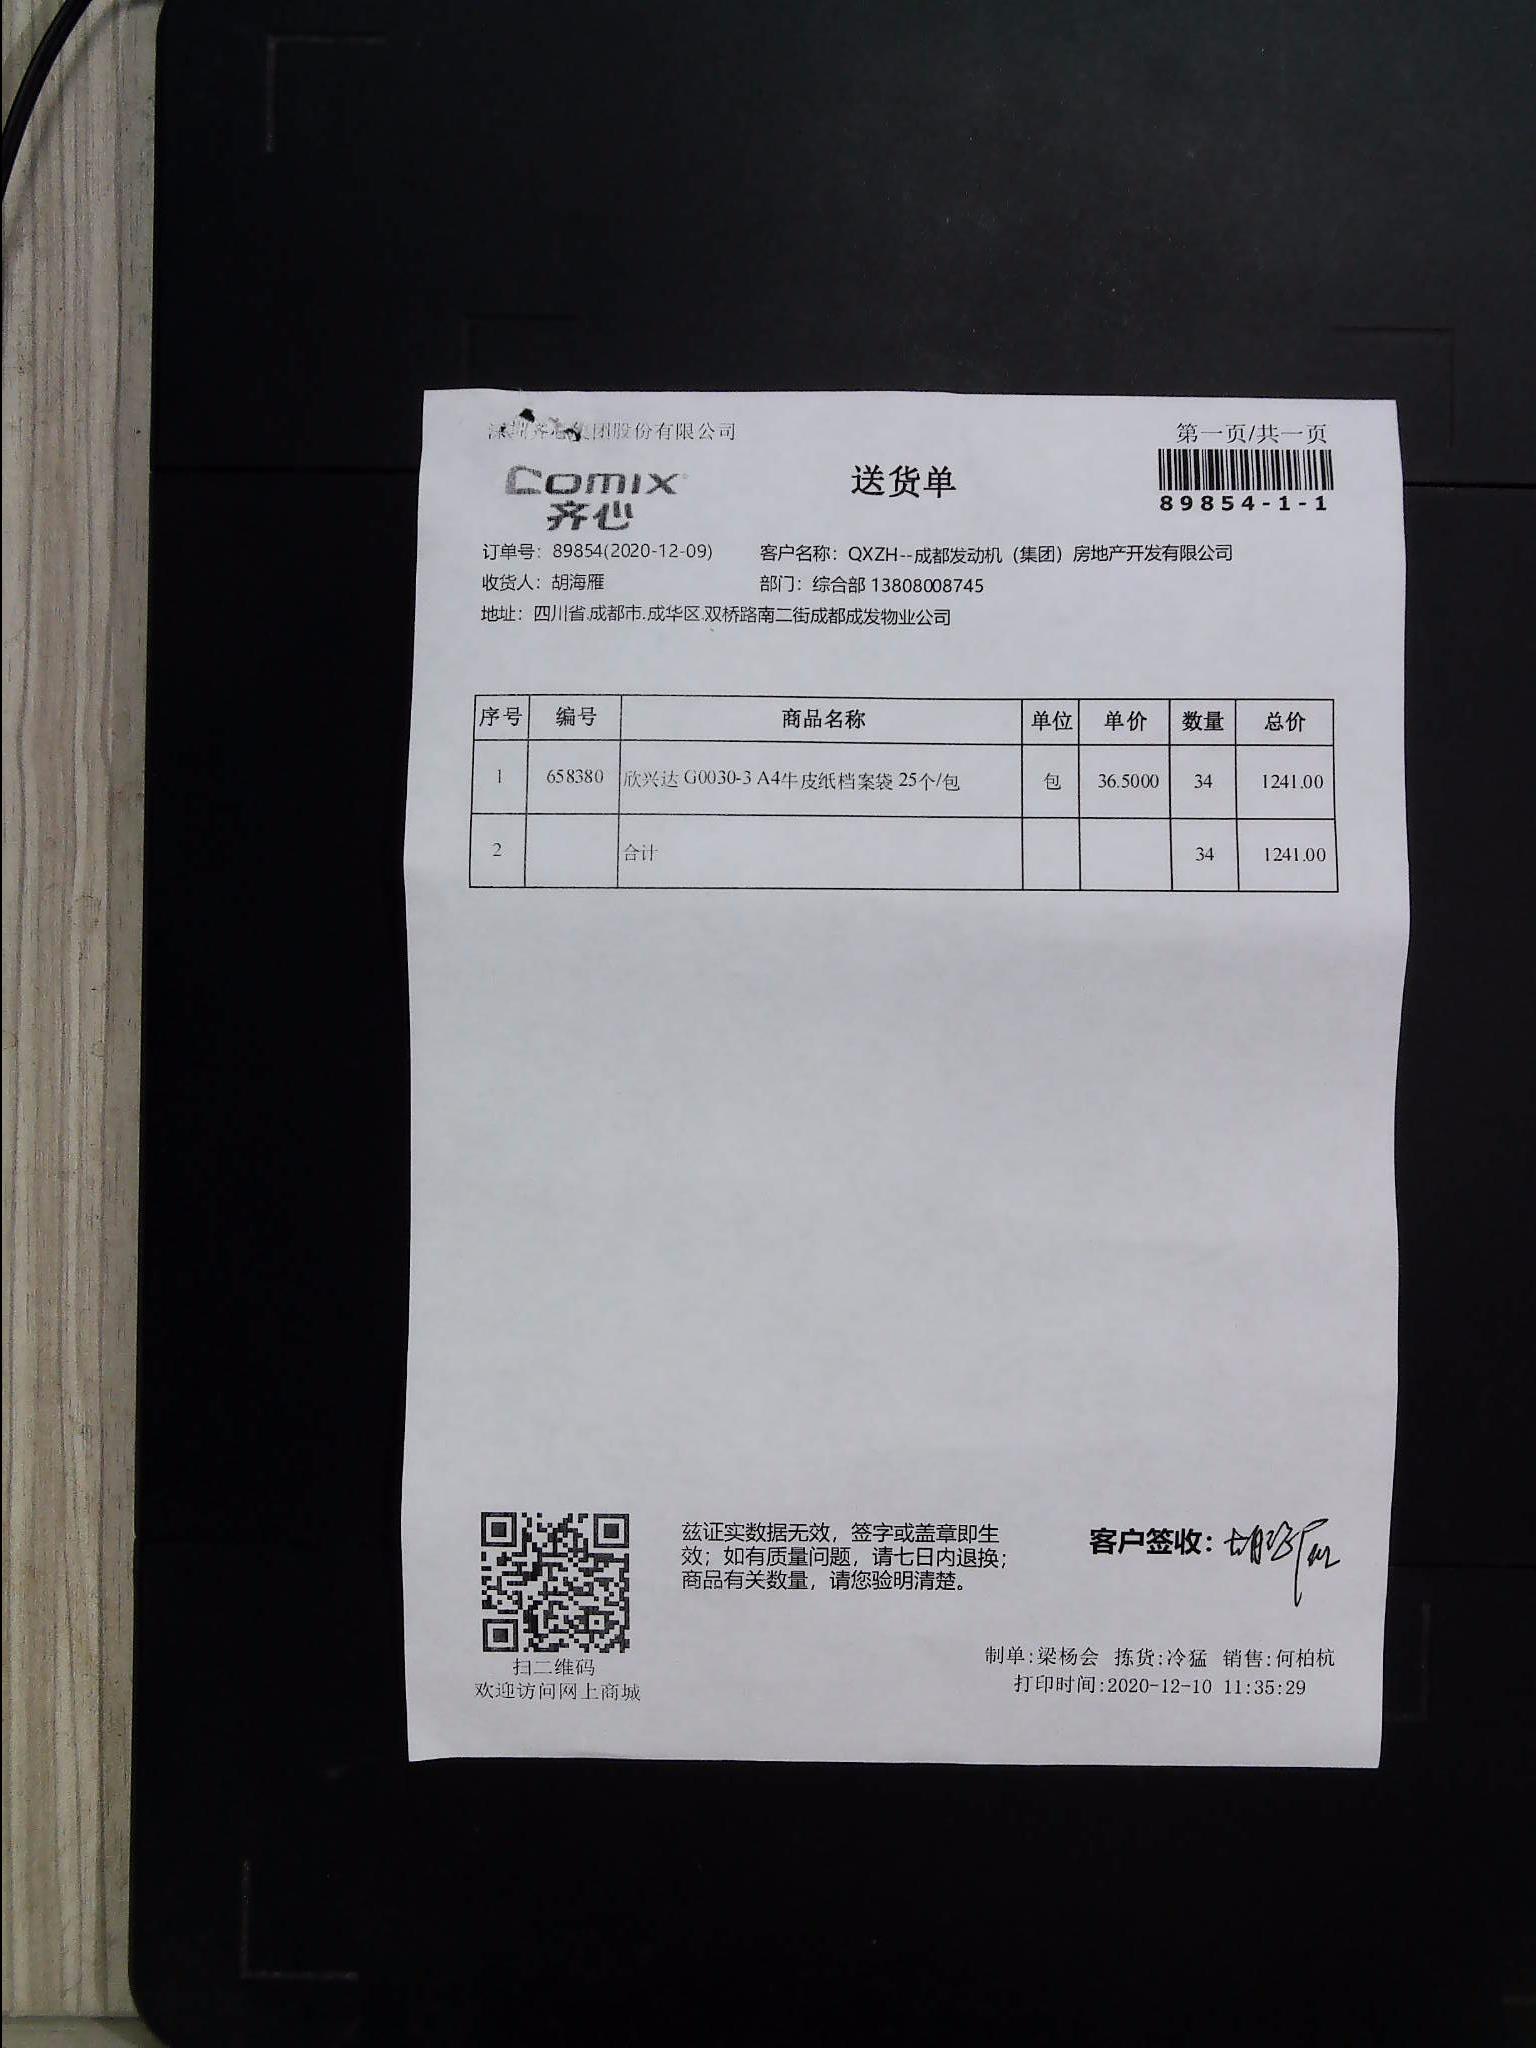 深圳齐心集团股份有限公司
第一页/共一页
Comix
齐心
送货单
89854-1-1
订单号：89854(2020-12-09) 客户名称：QXZH--成都发动机（集团）房地产开发有限公司
收货人：胡海雁 部门：综合部 13808008745
地址：四川省.成都市.成华区.双桥路南二街成都成发物业公司
序号 编号 商品名称 单位 单价 数量 总价
1 658380 欣兴达 G0030-3 A4牛皮纸档案袋 25个/包 包 36.5000 34 1241.00
2 合计 34 1241.00
兹证实数据无效，签字或盖章即生
效；如有质量问题，请七日内退换；
商品有关数量，请您验明清楚。
客户签收：胡海雁
扫二维码
欢迎访问网上商城
制单:梁杨会 拣货:冷猛 销售:何柏杭
打印时间:2020-12-10 11:35:29